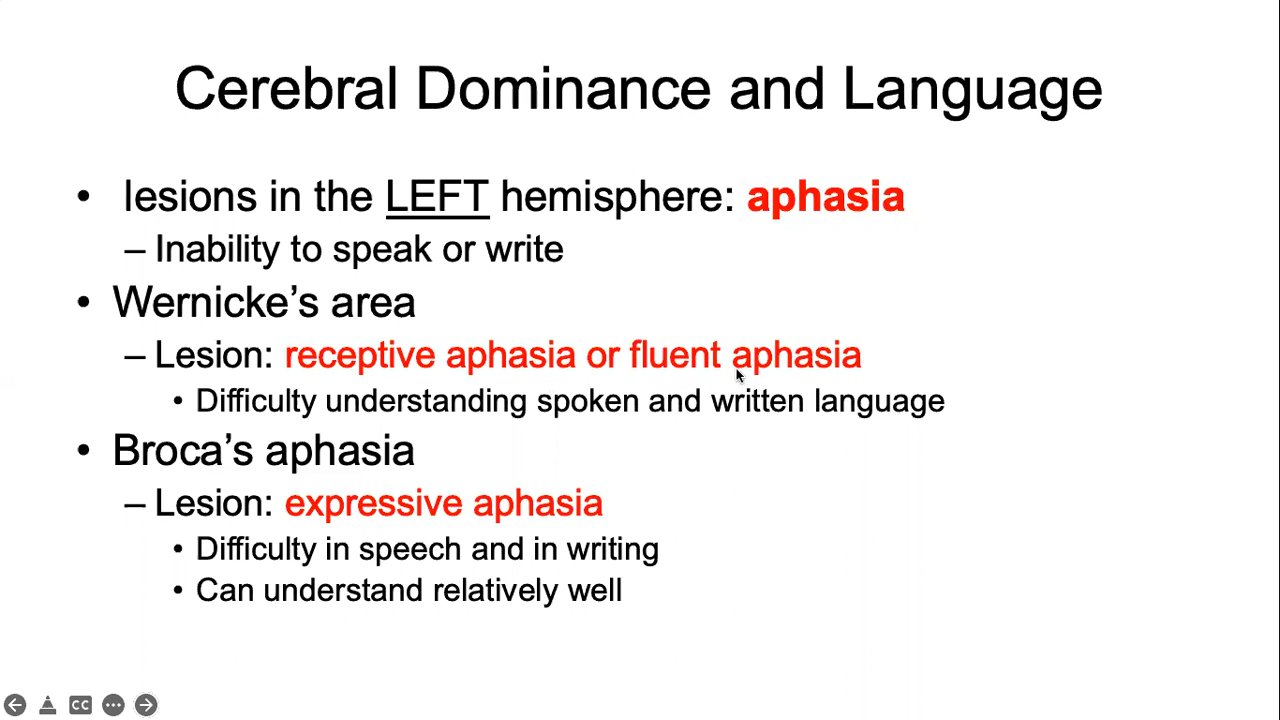 Cerebral Dominance and Language
• lesions in the LEFT hemisphere: aphasia
– Inability to speak or write
• Wernicke’s area
– Lesion: receptive aphasia or fluent aphasia
• Difficulty understanding spoken and written language
• Broca’s aphasia
– Lesion: expressive aphasia
• Difficulty in speech and in writing
• Can understand relatively well
CC